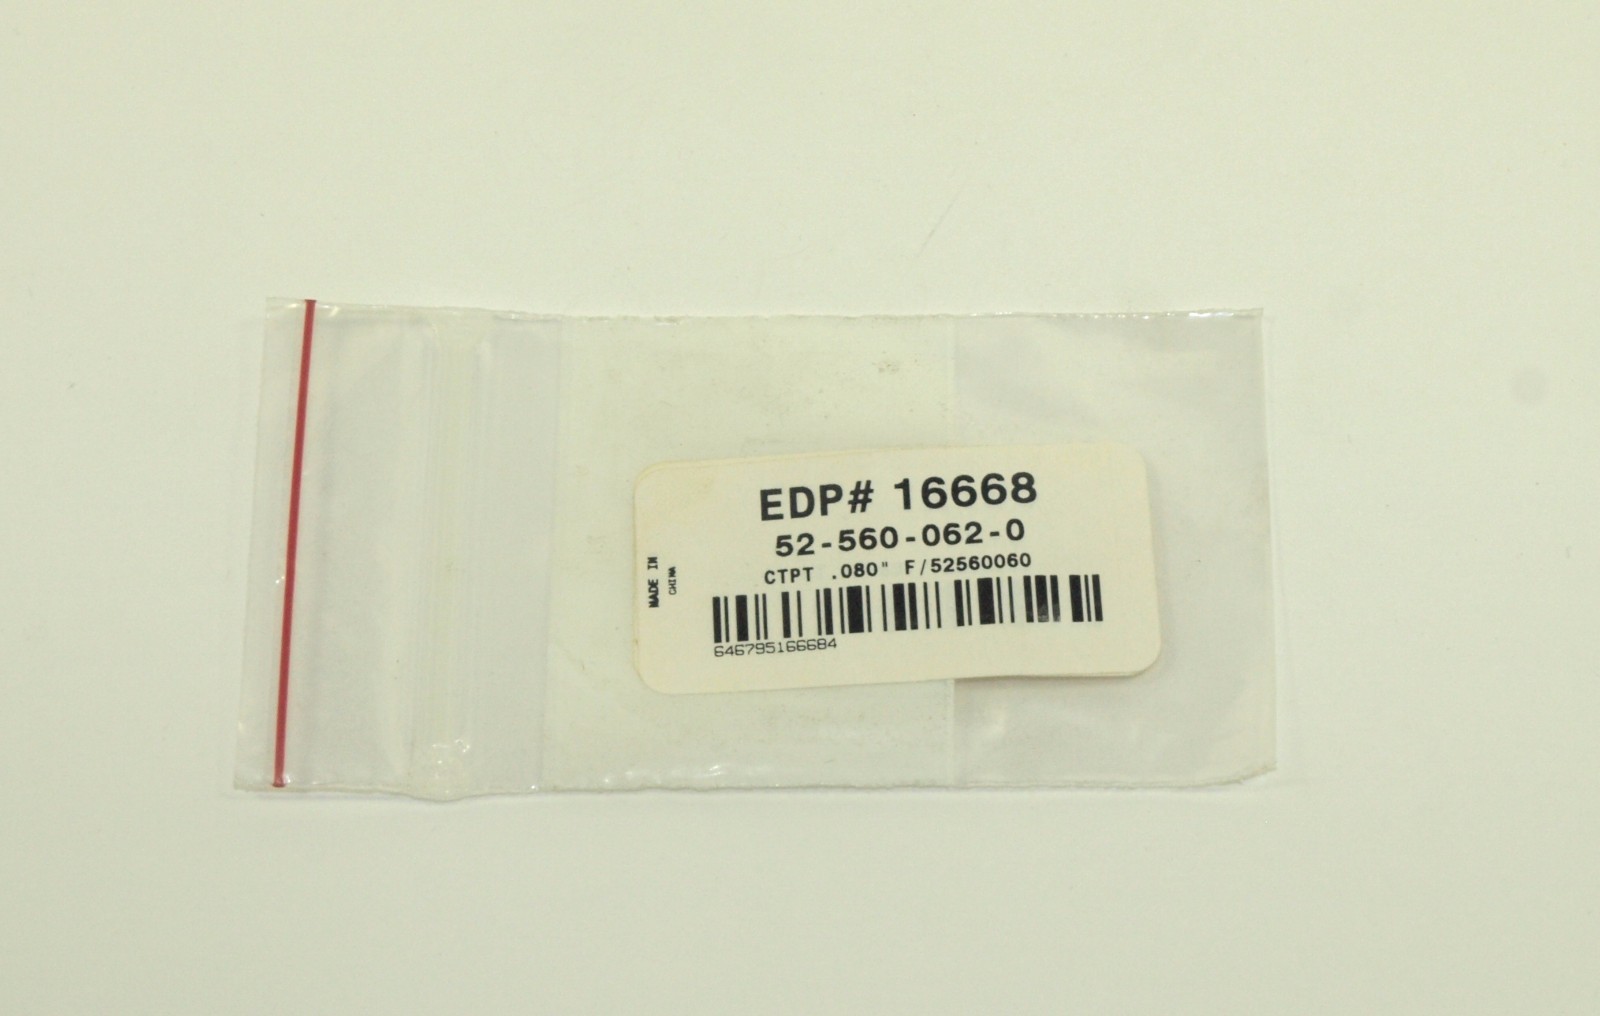 EDP# 16668
52-560-062-0
CTPT .080" F/52560060
MADE IN
CHINA
646795166684